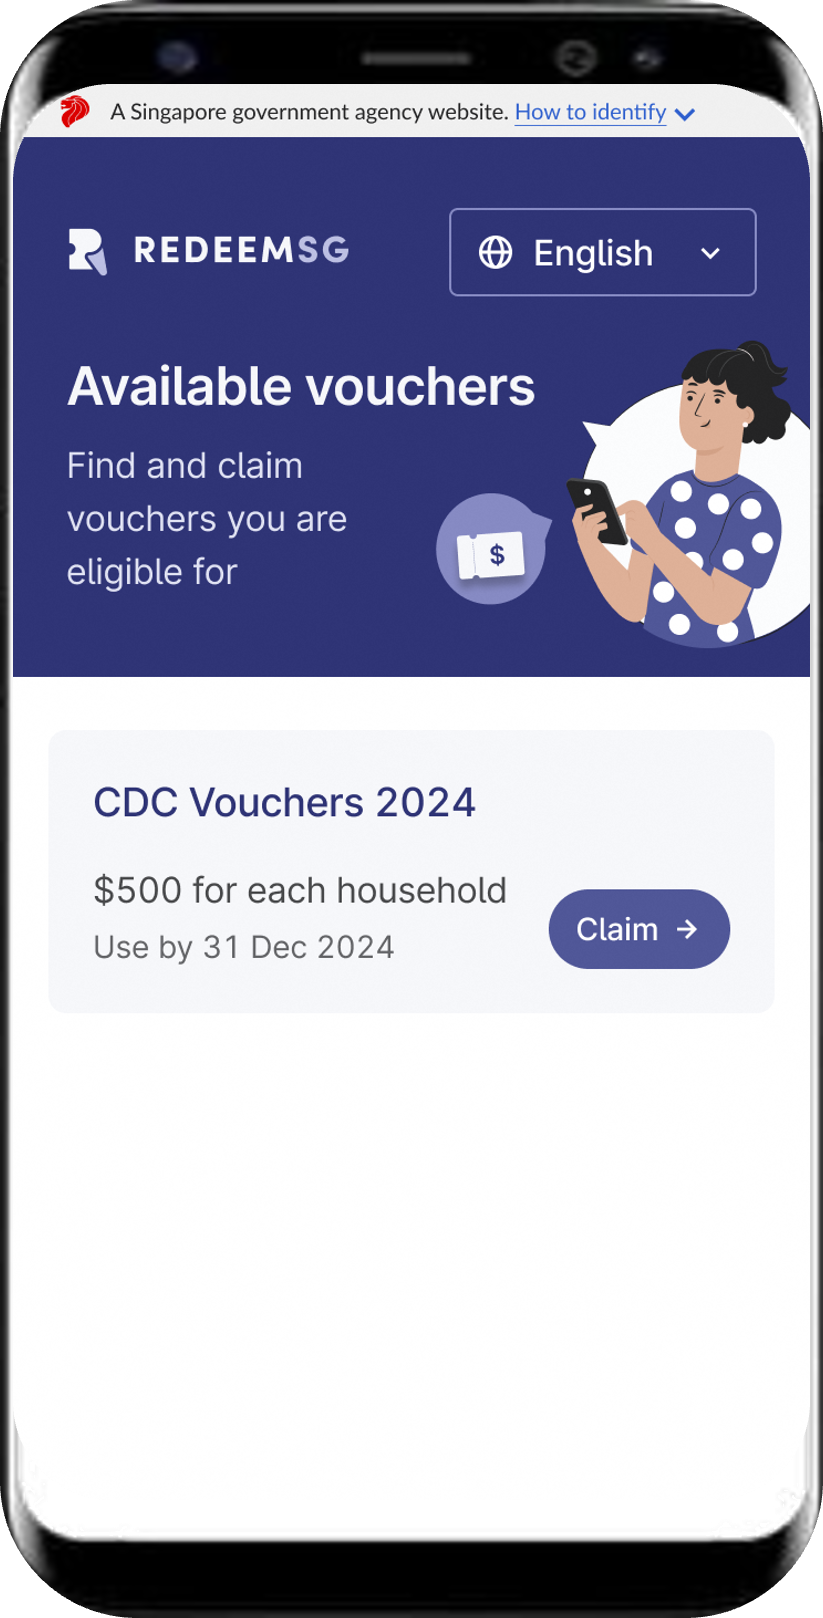 A Singapore government agency website. How to identify
REDEEMSG
English
Available vouchers
Find and claim
vouchers you are
eligible for
$
CDC Vouchers 2024
$500 for each household
Use by 31 Dec 2024
Claim →